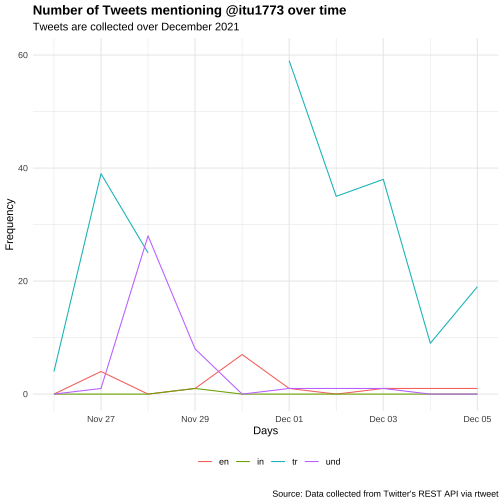 Number of Tweets mentioning @itu1773 over time
Tweets are collected over December 2021
Frequency
60
40
20
0
Nov 27 Nov 29 Dec 01 Dec 03 Dec 05
Days
en in tr und
Source: Data collected from Twitter's REST API via rtweet